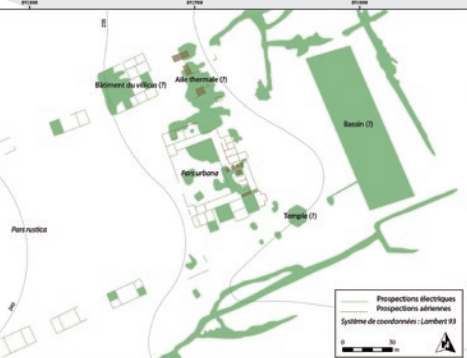 Bâtiment du villicus (?)
Aile thermale (?)
Bassin (?)
Pars urbana
Temple (?)
Pars rustica
Prospections électriques
Prospections aériennes
Système de coordonnées : Lambert 93
0 30
m